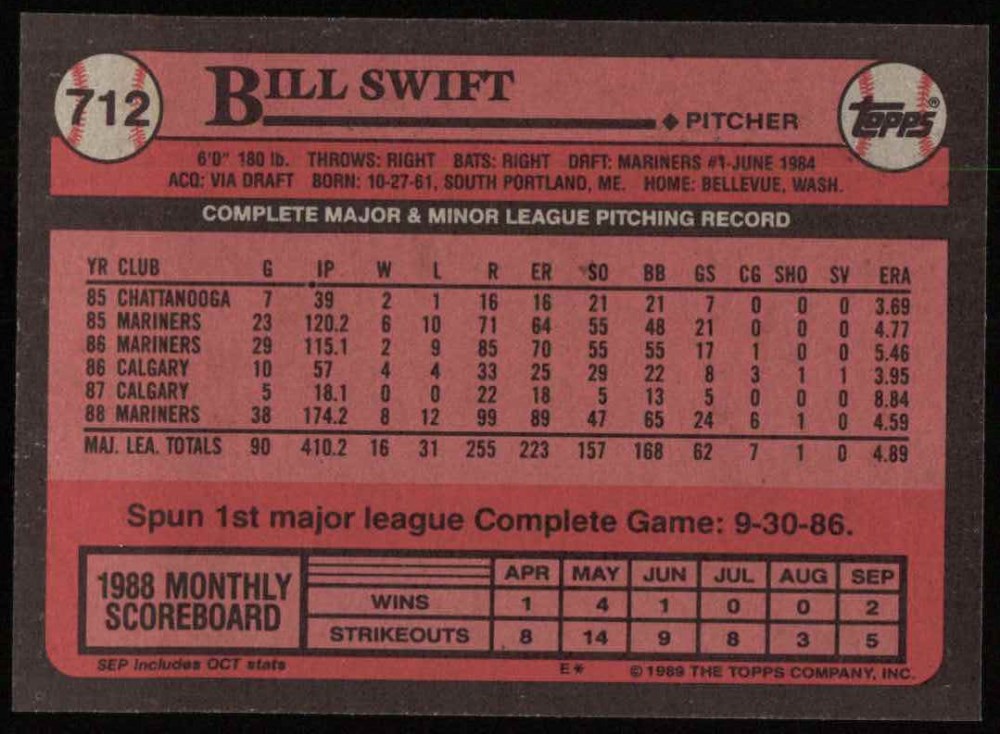 712
BILL SWIFT
◆ PITCHER
TOPPS®
6'0" 180 lb. THROWS: RIGHT BATS: RIGHT DRFT: MARINERS #1-JUNE 1984
ACQ: VIA DRAFT BORN: 10-27-61, SOUTH PORTLAND, ME. HOME: BELLEVUE, WASH.
COMPLETE MAJOR & MINOR LEAGUE PITCHING RECORD
YR CLUB G IP W L R ER SO BB GS CG SHO SV ERA
85 CHATTANOOGA 7 39 2 1 16 16 21 21 7 0 0 0 3.69
85 MARINERS 23 120.2 6 10 71 64 55 48 21 0 0 0 4.77
86 MARINERS 29 115.1 2 9 85 70 55 55 17 1 0 0 5.46
86 CALGARY 10 57 4 4 33 25 29 22 8 3 1 1 3.95
87 CALGARY 5 18.1 0 0 22 18 5 13 5 0 0 0 8.84
88 MARINERS 38 174.2 8 12 99 89 47 65 24 6 1 0 4.59
MAJ. LEA. TOTALS 90 410.2 16 31 255 223 157 168 62 7 1 0 4.89
Spun 1st major league Complete Game: 9-30-86.
1988 MONTHLY
SCOREBOARD
APR MAY JUN JUL AUG SEP
WINS 1 4 1 0 0 2
STRIKEOUTS 8 14 9 8 3 5
SEP includes OCT stats
E* © 1989 THE TOPPS COMPANY, INC.